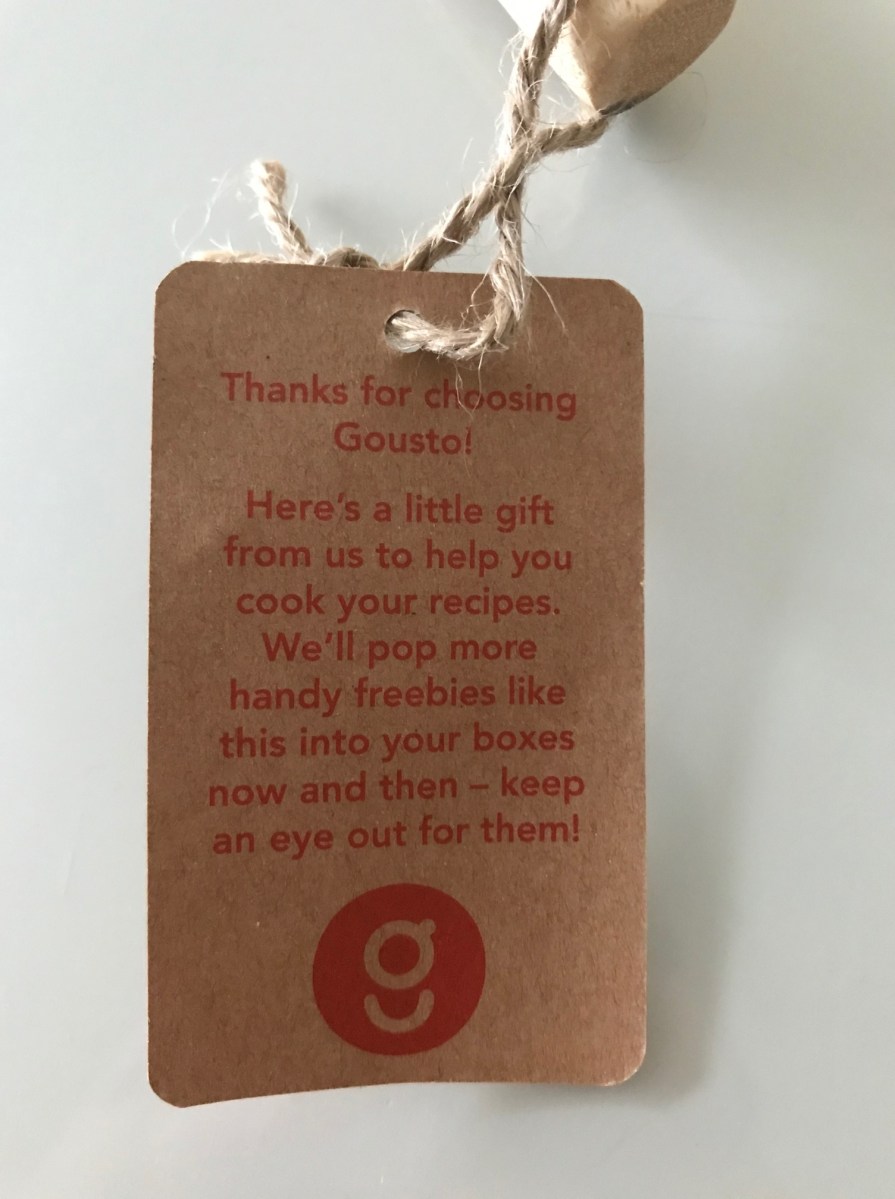 Thanks for choosing
Gousto!
Here's a little gift
from us to help you
cook your recipes.
We'll pop more
handy freebies like
this into your boxes
now and then – keep
an eye out for them!
g